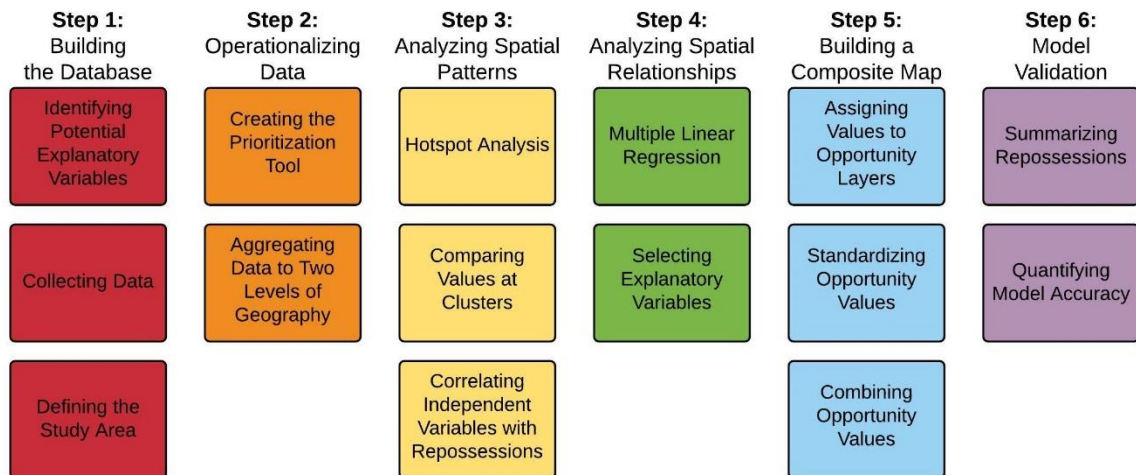 Step 1:
Building
the Database
Identifying
Potential
Explanatory
Variables
Collecting Data
Defining the
Study Area
Step 2:
Operationalizing
Data
Creating the
Prioritization
Tool
Aggregating
Data to Two
Levels of
Geography
Step 3:
Analyzing Spatial
Patterns
Hotspot Analysis
Comparing
Values at
Clusters
Correlating
Independent
Variables with
Repossessions
Step 4:
Analyzing Spatial
Relationships
Multiple Linear
Regression
Selecting
Explanatory
Variables
Step 5:
Building a
Composite Map
Assigning
Values to
Opportunity
Layers
Standardizing
Opportunity
Values
Combining
Opportunity
Values
Step 6:
Model
Validation
Summarizing
Repossessions
Quantifying
Model Accuracy